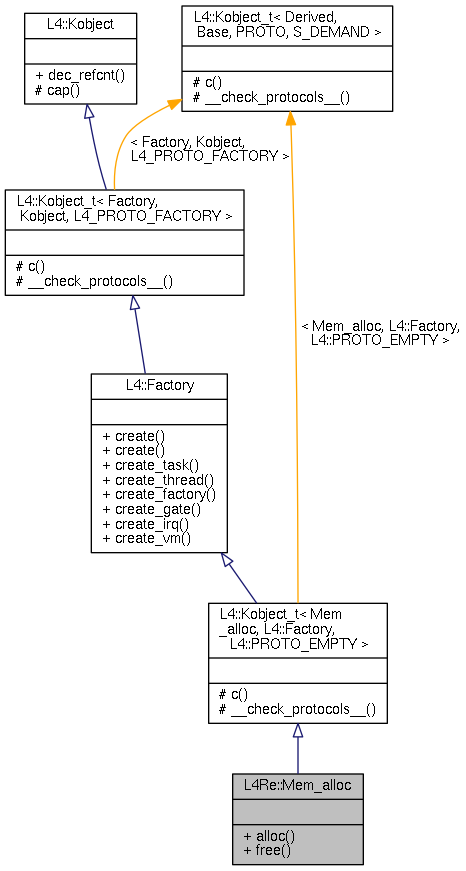 L4::Kobject
+ dec_refcnt()
# cap()
L4::Kobject_t< Derived,
Base, PROTO, S_DEMAND >
# c()
# __check_protocols__()
< Factory, Kobject,
L4_PROTO_FACTORY >
L4::Kobject_t< Factory,
Kobject, L4_PROTO_FACTORY >
# c()
# __check_protocols__()
< Mem_alloc, L4::Factory,
L4::PROTO_EMPTY >
L4::Factory
+ create()
+ create()
+ create_task()
+ create_thread()
+ create_factory()
+ create_gate()
+ create_irq()
+ create_vm()
L4::Kobject_t< Mem
_alloc, L4::Factory,
L4::PROTO_EMPTY >
# c()
# __check_protocols__()
L4Re::Mem_alloc
+ alloc()
+ free()